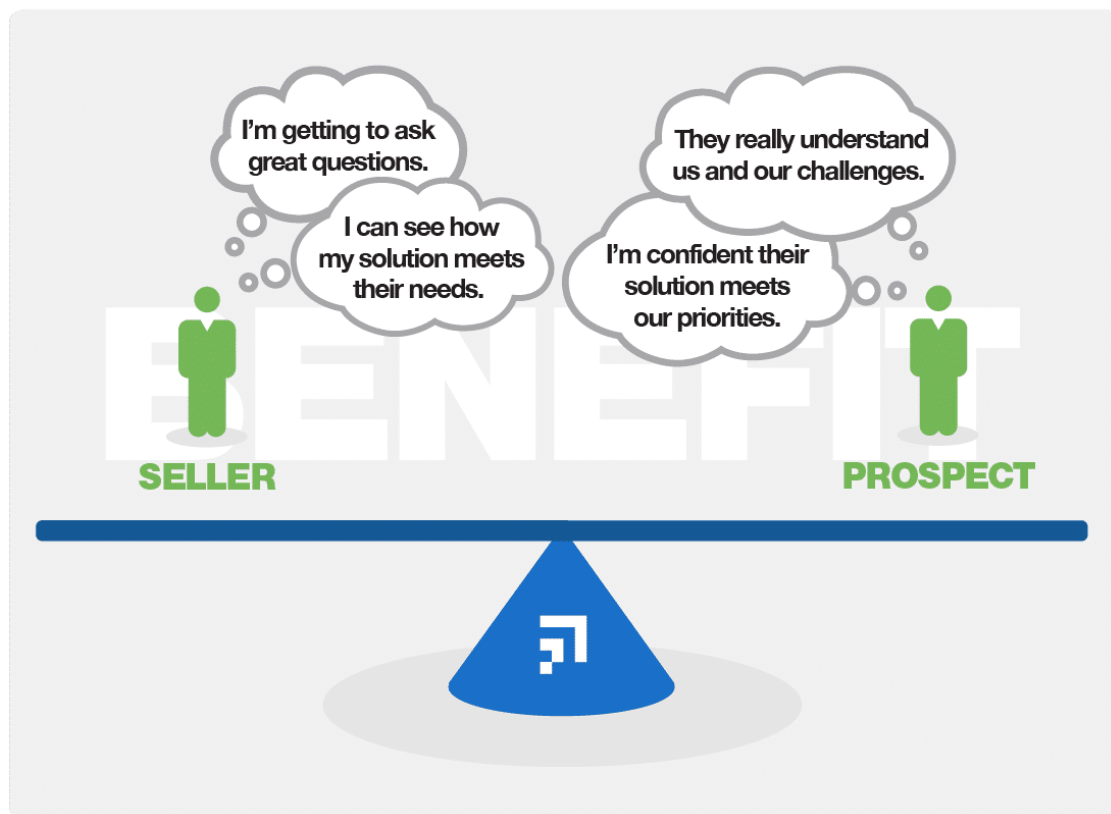 I’m getting to ask
great questions.
I can see how
my solution meets
their needs.
They really understand
us and our challenges.
I’m confident their
solution meets
our priorities.
BENEFIT
SELLER
PROSPECT